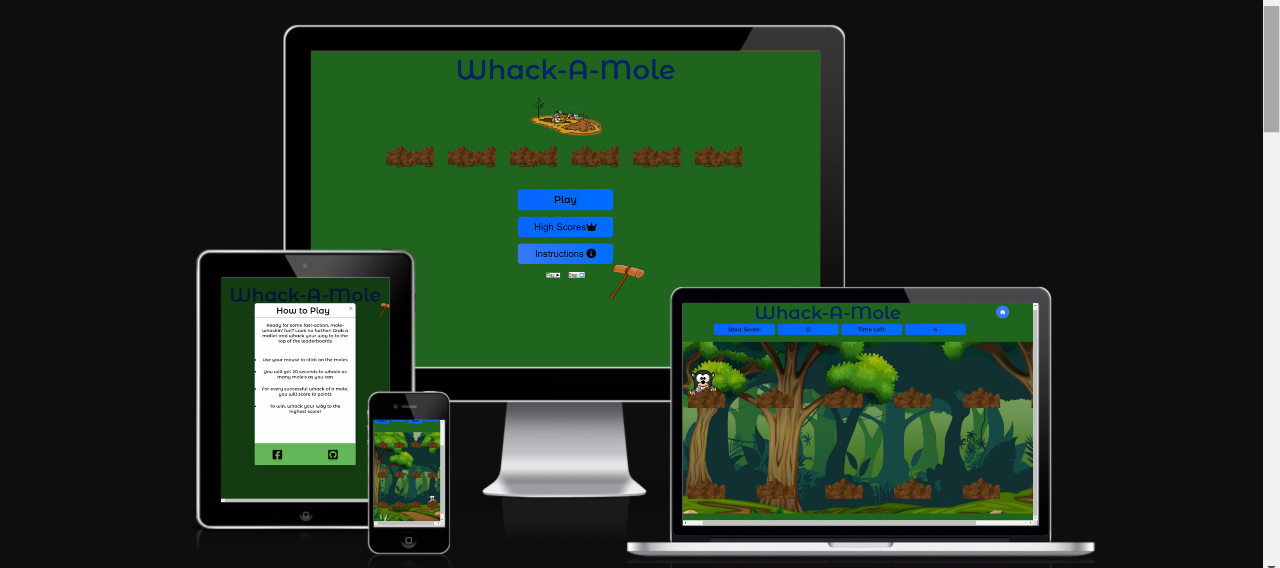 Whack-A-Mole
Play
High Scores
Instructions
Play
Stop
Whack-A-Mole
How to Play
×
Ready for some fast-action, mole-
whackin' fun? Look no further! Grab a
mallet and whack your way to to the
top of the leaderboards
Use your mouse to click on the moles
You will get 20 seconds to whack as
many mole's as you can
For every successful whack of a mole,
you will score 10 points
To win, whack your way to the
highest score!
Whack-A-Mole
Your Score: 0 Time Left: 4